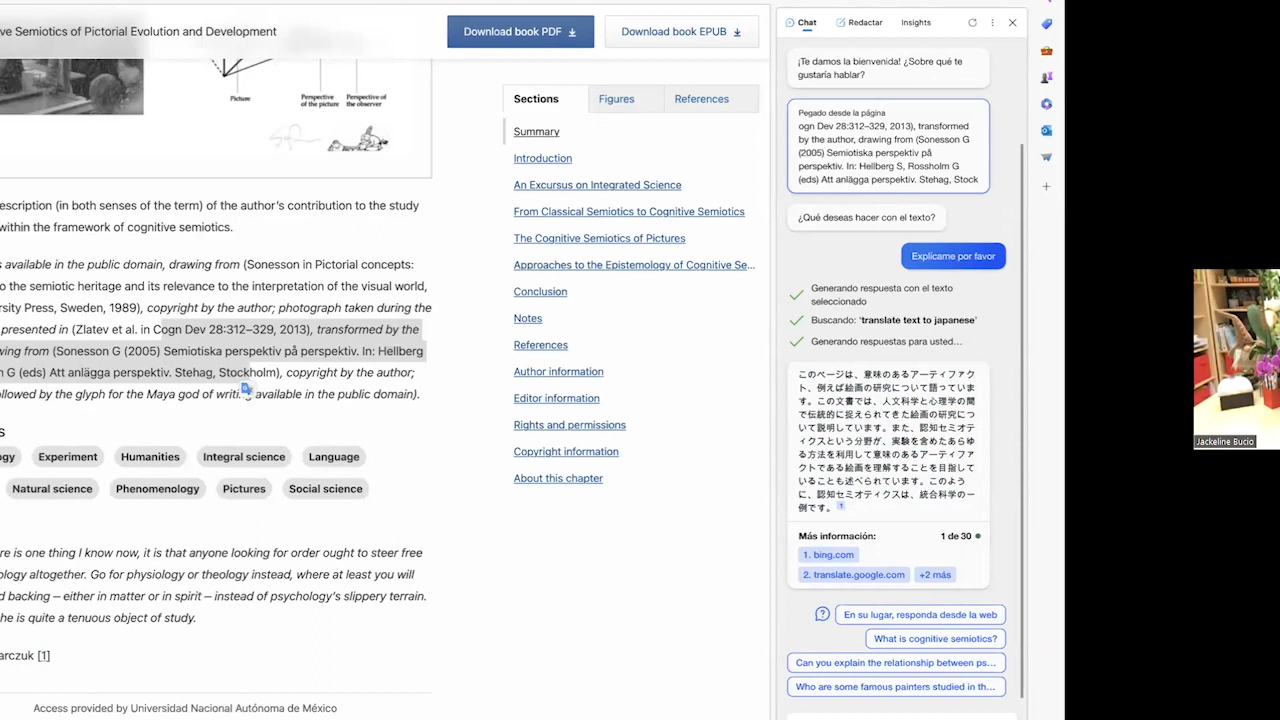 ve Semiotics of Pictorial Evolution and Development
Download book PDF
Download book EPUB
Picture
Perspective of the picture
Perspective of the observer
escription (in both senses of the term) of the author's contribution to the study
within the framework of cognitive semiotics.
s available in the public domain, drawing from (Sonesson in Pictorial concepts:
o the semiotic heritage and its relevance to the interpretation of the visual world,
rsity Press, Sweden, 1989), copyright by the author; photograph taken during the
presented in (Zlatev et al. in Cogn Dev 28:312–329, 2013), transformed by the
wing from (Sonesson G (2005) Semiotiska perspektiv på perspektiv. In: Hellberg
n G (eds) Att anlägga perspektiv. Stehag, Stockholm), copyright by the author;
ollowed by the glyph for the Maya god of writi. available in the public domain).
s
ogy
Experiment
Humanities
Integral science
Language
Natural science
Phenomenology
Pictures
Social science
re is one thing I know now, it is that anyone looking for order ought to steer free
ology altogether. Go for physiology or theology instead, where at least you will
d backing – either in matter or in spirit – instead of psychology's slippery terrain.
he is quite a tenuous object of study.
arczuk [1]
Access provided by Universidad Nacional Autónoma de México
Sections
Figures
References
Summary
Introduction
An Excursus on Integrated Science
From Classical Semiotics to Cognitive Semiotics
The Cognitive Semiotics of Pictures
Approaches to the Epistemology of Cognitive Se...
Conclusion
Notes
References
Author information
Editor information
Rights and permissions
Copyright information
About this chapter
Chat
Redactar
Insights
¡Te damos la bienvenida! ¿Sobre qué te
gustaría hablar?
Pegado desde la página
ogn Dev 28:312–329, 2013), transformed
by the author, drawing from (Sonesson G
(2005) Semiotiska perspektiv på
perspektiv. In: Hellberg S, Rossholm G
(eds) Att anlägga perspektiv. Stehag, Stock
¿Qué deseas hacer con el texto?
Explícame por favor
Generando respuesta con el texto
seleccionado
Buscando: 'translate text to japanese'
Generando respuestas para usted...
このページは、意味のあるアーティファク
ト、例えば絵画の研究について語っていま
す。この文書では、人文科学と心理学の間
で伝統的に捉えられてきた絵画の研究につ
いて説明しています。また、認知セミオテ
ィクスという分野が、実験を含めたあらゆ
る方法を利用して意味のあるアーティファ
クトである絵画を理解することを目指して
いることも述べられています。このよう
に、認知セミオティクスは、統合科学の一
例です。 1
Más información:
1 de 30
1. bing.com
2. translate.google.com
+2 más
En su lugar, responda desde la web
What is cognitive semiotics?
Can you explain the relationship between ps...
Who are some famous painters studied in th...
Jackeline Bucio